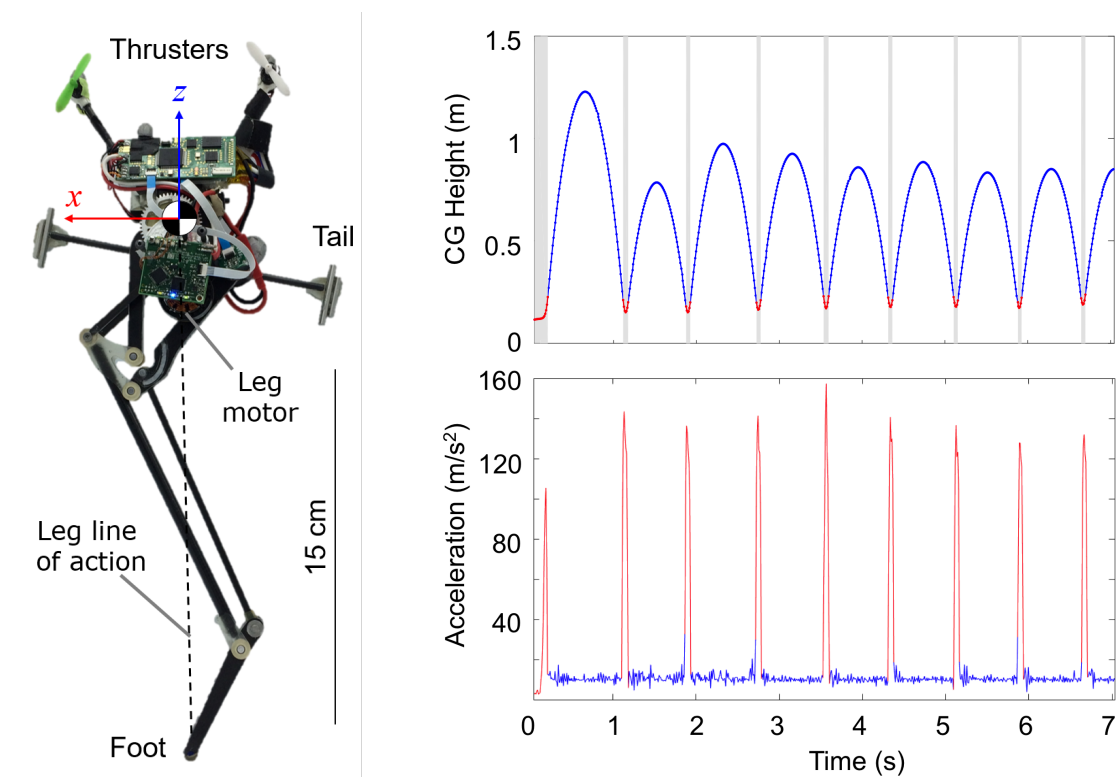 Thrusters
z
x
Tail
Leg
motor
Leg line
of action
15 cm
Foot
CG Height (m)
1.5
1
0.5
0
Acceleration (m/s²)
160
120
80
40
0
1
2
3
4
5
6
7
Time (s)